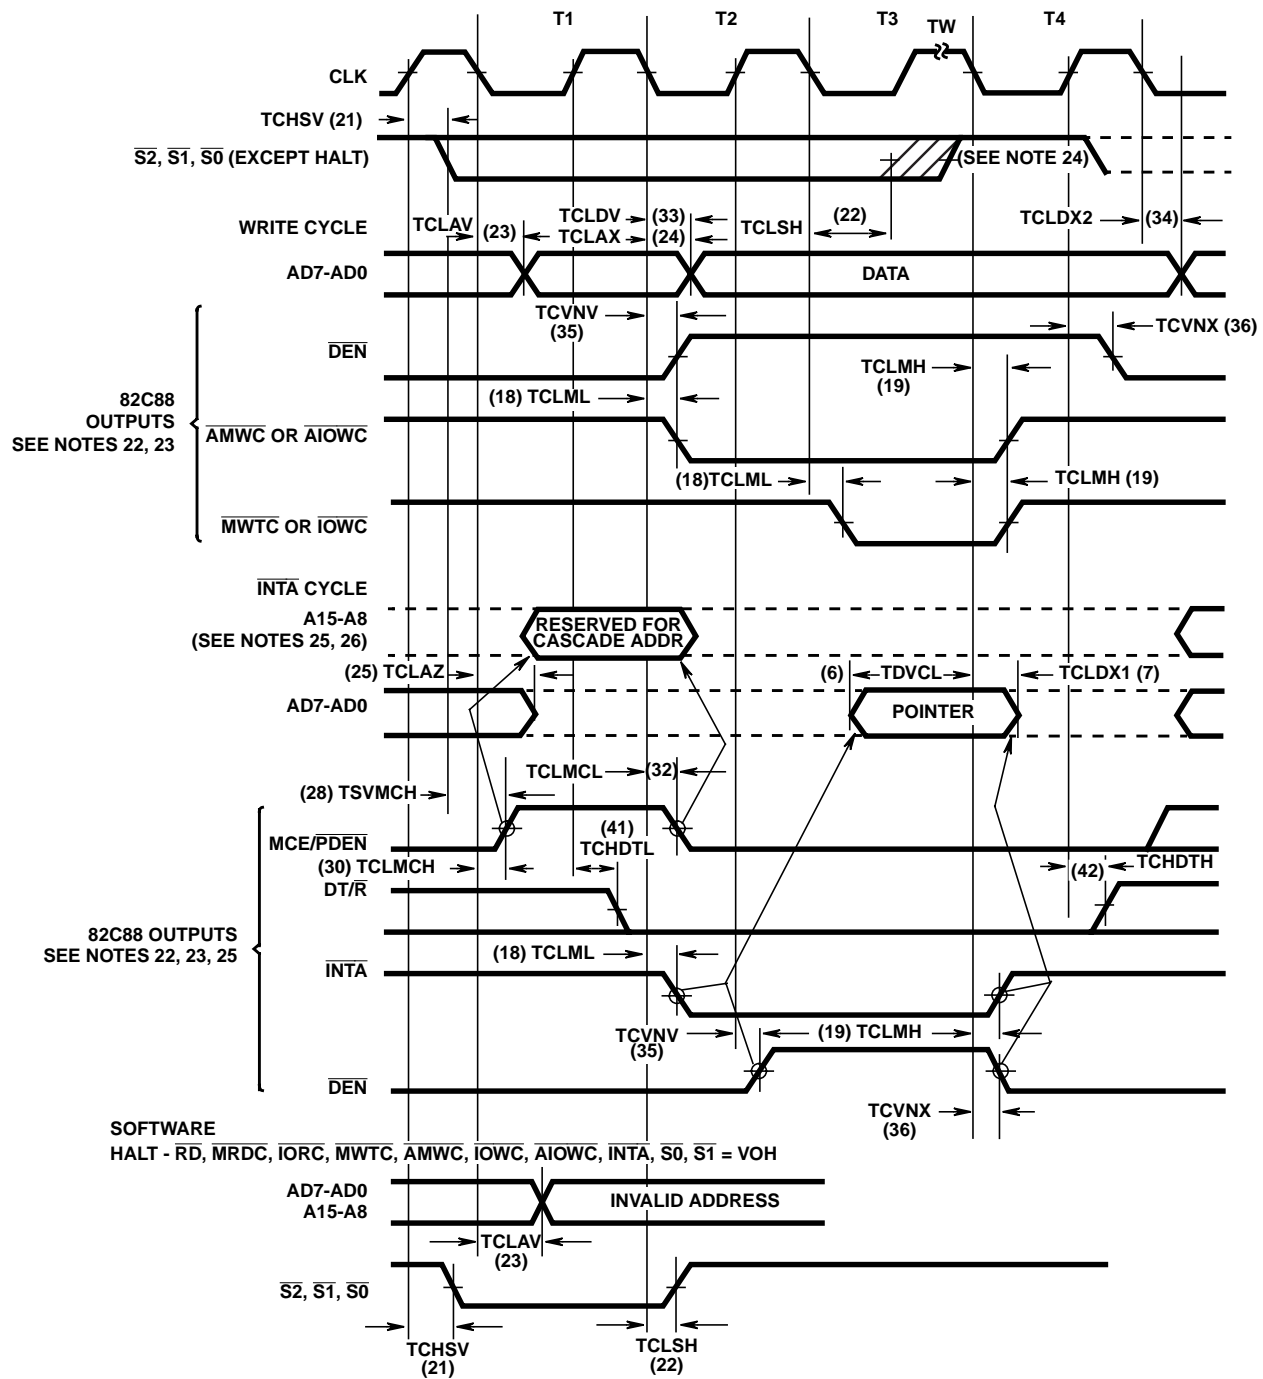 T1 T2 T3 TW T4
CLK
TCHSV (21)
S2, S1, S0 (EXCEPT HALT)
(SEE NOTE 24)
WRITE CYCLE
TCLAV (23)
TCLDV (33)
TCLAX (24)
TCLSH (22)
TCLDX2 (34)
AD7-AD0
DATA
TCVNV
(35)
TCVNX (36)
DEN
TCLMH
(19)
(18) TCLML
82C88
OUTPUTS
SEE NOTES 22, 23
AMWC OR AIOWC
(18)TCLML
TCLMH (19)
MWTC OR IOWC
INTA CYCLE
A15-A8
(SEE NOTES 25, 26)
RESERVED FOR
CASCADE ADDR
(25) TCLAZ
(6) TDVCL
TCLDX1 (7)
AD7-AD0
POINTER
TCLMCL (32)
(28) TSVMCH
MCE/PDEN
(41)
TCHDTL
(30) TCLMCH
TCHDTH
(42)
DT/R
82C88 OUTPUTS
SEE NOTES 22, 23, 25
(18) TCLML
INTA
TCVNV
(35)
(19) TCLMH
DEN
TCVNX
(36)
SOFTWARE
HALT - RD, MRDC, IORC, MWTC, AMWC, IOWC, AIOWC, INTA, S0, S1 = VOH
AD7-AD0
A15-A8
INVALID ADDRESS
TCLAV
(23)
S2, S1, S0
TCHSV
(21)
TCLSH
(22)